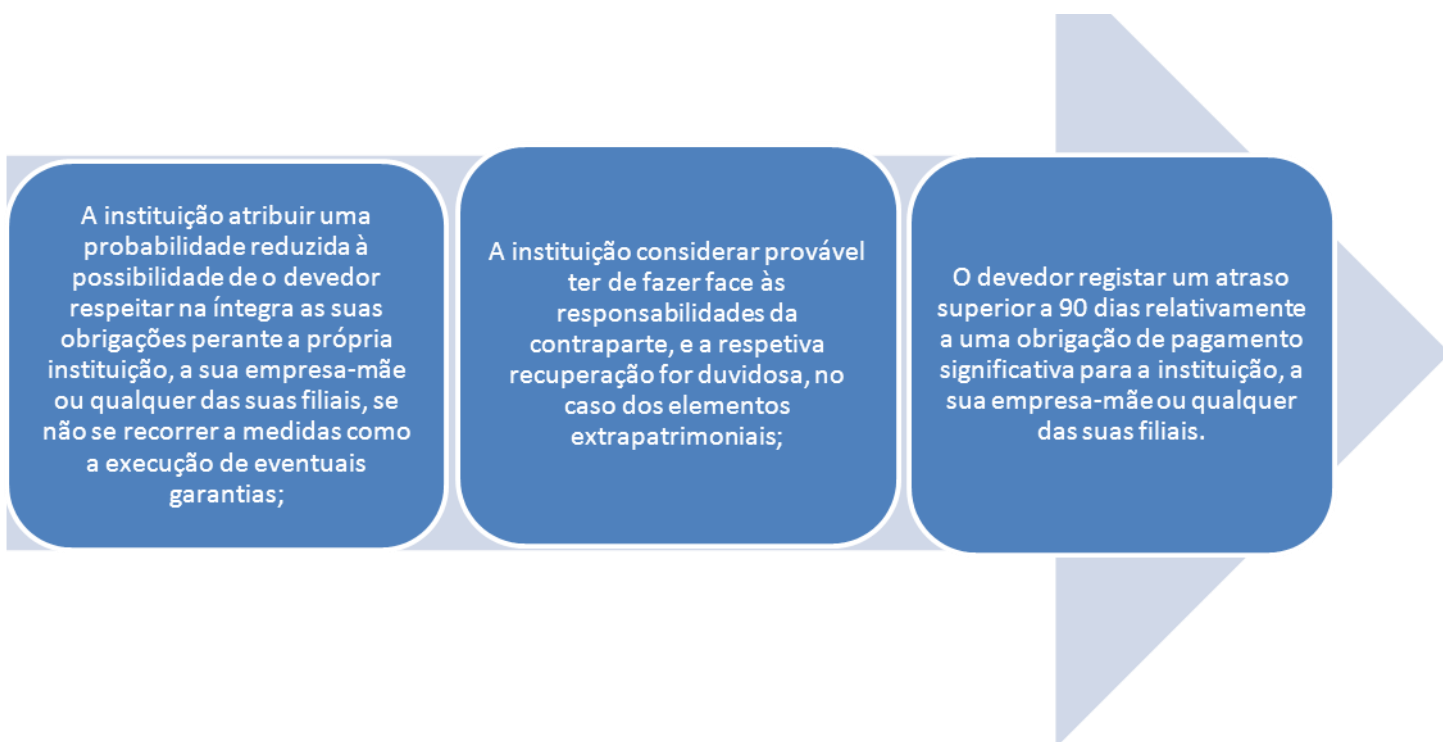 A instituição atribuir uma
probabilidade reduzida à
possibilidade de o devedor
respeitar na íntegra as suas
obrigações perante a própria
instituição, a sua empresa-mãe
ou qualquer das suas filiais, se
não se recorrer a medidas como
a execução de eventuais
garantias;
A instituição considerar provável
ter de fazer face às
responsabilidades da
contraparte, e a respetiva
recuperação for duvidosa, no
caso dos elementos
extrapatrimoniais;
O devedor registar um atraso
superior a 90 dias relativamente
a uma obrigação de pagamento
significativa para a instituição, a
sua empresa-mãe ou qualquer
das suas filiais.